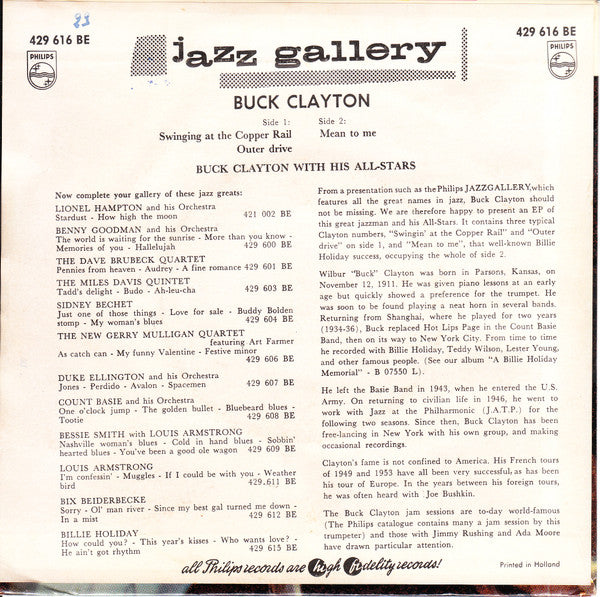 83
429 616 BE
PHILIPS
jazz gallery
429 616 BE
PHILIPS
BUCK CLAYTON
Side 1:
Swinging at the Copper Rail
Outer drive
Side 2:
Mean to me
BUCK CLAYTON WITH HIS ALL-STARS
Now complete your gallery of these jazz greats:
LIONEL HAMPTON and his Orchestra
Stardust - How high the moon 421 002 BE
BENNY GOODMAN and his Orchestra
The world is waiting for the sunrise - More than you know -
Memories of you - Hallelujah 429 600 BE
THE DAVE BRUBECK QUARTET
Pennies from heaven - Audrey - A fine romance 429 601 BE
THE MILES DAVIS QUINTET
Tadd's delight - Budo - Ah-leu-cha 429 603 BE
SIDNEY BECHET
Just one of those things - Love for sale - Buddy Bolden
stomp - My woman's blues 429 604 BE
THE NEW GERRY MULLIGAN QUARTET
featuring Art Farmer
As catch can - My funny Valentine - Festive minor
429 606 BE
DUKE ELLINGTON and his Orchestra
Jones - Perdido - Avalon - Spacemen 429 607 BE
COUNT BASIE and his Orchestra
One o'clock jump - The golden bullet - Bluebeard blues -
Tootie 429 608 BE
BESSIE SMITH with LOUIS ARMSTRONG
Nashville woman's blues - Cold in hand blues - Sobbin'
hearted blues - You've been a good ole wagon 429 609 BE
LOUIS ARMSTRONG
I'm confessin' - Muggles - If I could be with you - Weather
bird 429.611 BE
BIX BEIDERBECKE
Sorry - Ol' man river - Since my best gal turned me down -
In a mist 429 612 BE
BILLIE HOLIDAY
How could you? - This year's kisses - Who wants love? -
He ain't got rhythm 429 615 BE
From a presentation such as the Philips JAZZGALLERY, which
features all the great names in jazz, Buck Clayton should
not be missing. We are therefore happy to present an EP of
this great jazzman and his All-Stars. It contains three typical
Clayton numbers, "Swingin' at the Copper Rail" and "Outer
drive" on side 1, and "Mean to me", that well-known Billie
Holiday success, occupying the whole of side 2.
Wilbur "Buck" Clayton was born in Parsons, Kansas, on
November 12, 1911. He was given piano lessons at an early
age but quickly showed a preference for the trumpet. He
was soon to be found playing a neat horn in several bands.
Returning from Shanghai, where he played for two years
(1934-36), Buck replaced Hot Lips Page in the Count Basie
Band, then on its way to New York City. From time to time
he recorded with Billie Holiday, Teddy Wilson, Lester Young,
and other famous people. (See our album "A Billie Holiday
Memorial" - B 07550 L).
He left the Basie Band in 1943, when he entered the U.S.
Army. On returning to civilian life in 1946, he went to
work with Jazz at the Philharmonic (J.A.T.P.) for the
following two seasons. Since then, Buck Clayton has been
free-lancing in New York with his own group, and making
occasional recordings.
Clayton's fame is not confined to America. His French tours
of 1949 and 1953 have all been very successful, as has been
his tour of Europe. In the years between his foreign tours,
he was often heard with Joe Bushkin.
The Buck Clayton jam sessions are to-day world-famous
(The Philips catalogue contains many a jam session by this
trumpeter) and those with Jimmy Rushing and Ada Moore
have drawn particular attention.
all Philips records are high fidelity records!
Printed in Holland